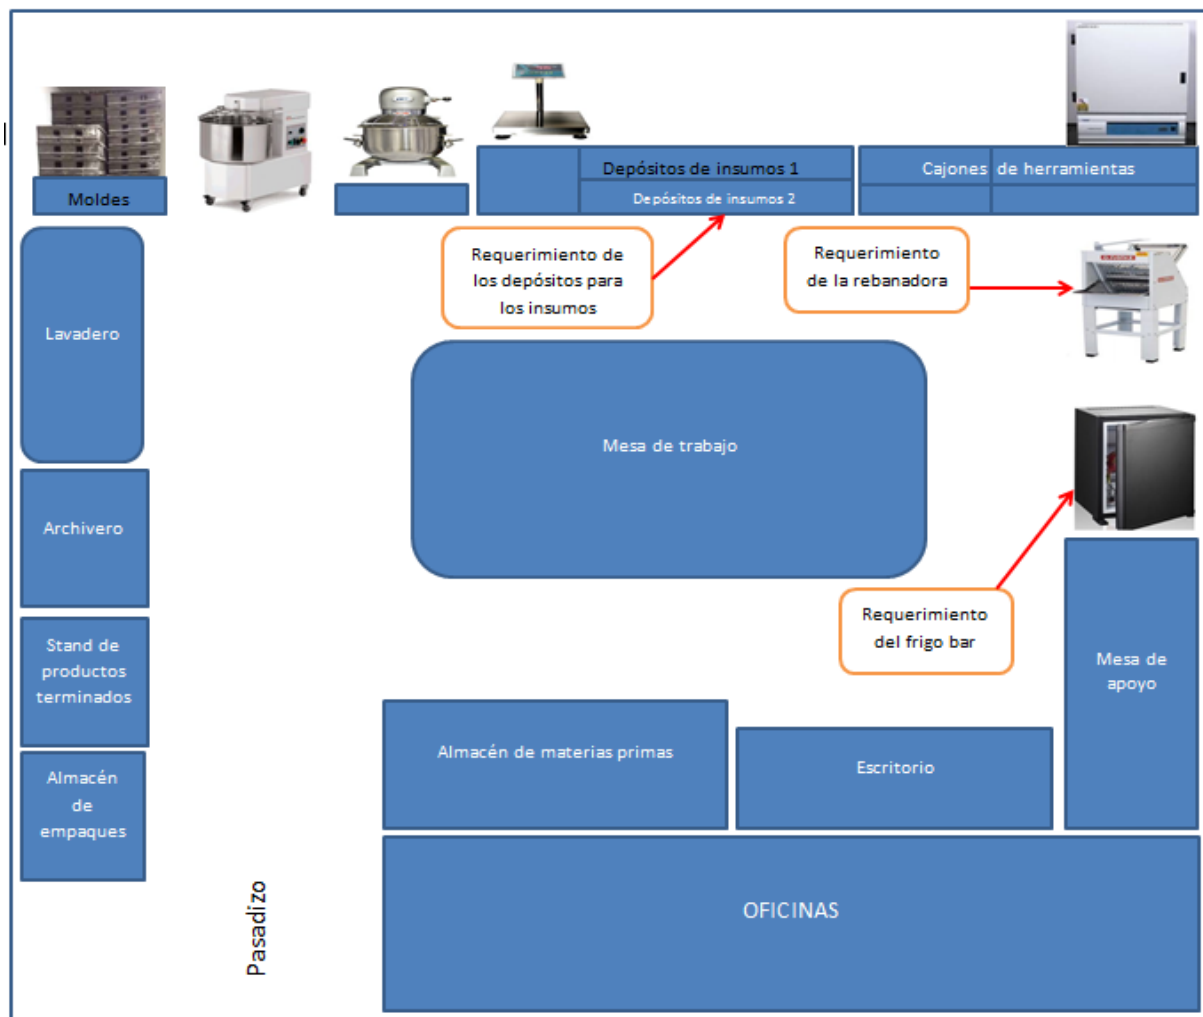 Moldes
Depósitos de insumos 1
Depósitos de insumos 2
Cajones de herramientas
Requerimiento de
los depósitos para
los insumos
Requerimiento
de la rebanadora
Lavadero
Mesa de trabajo
Archivero
Requerimiento
del frigo bar
Stand de
productos
terminados
Mesa de
apoyo
Almacén de materias primas
Escritorio
Almacén
de
empaques
OFICINAS
Pasadizo